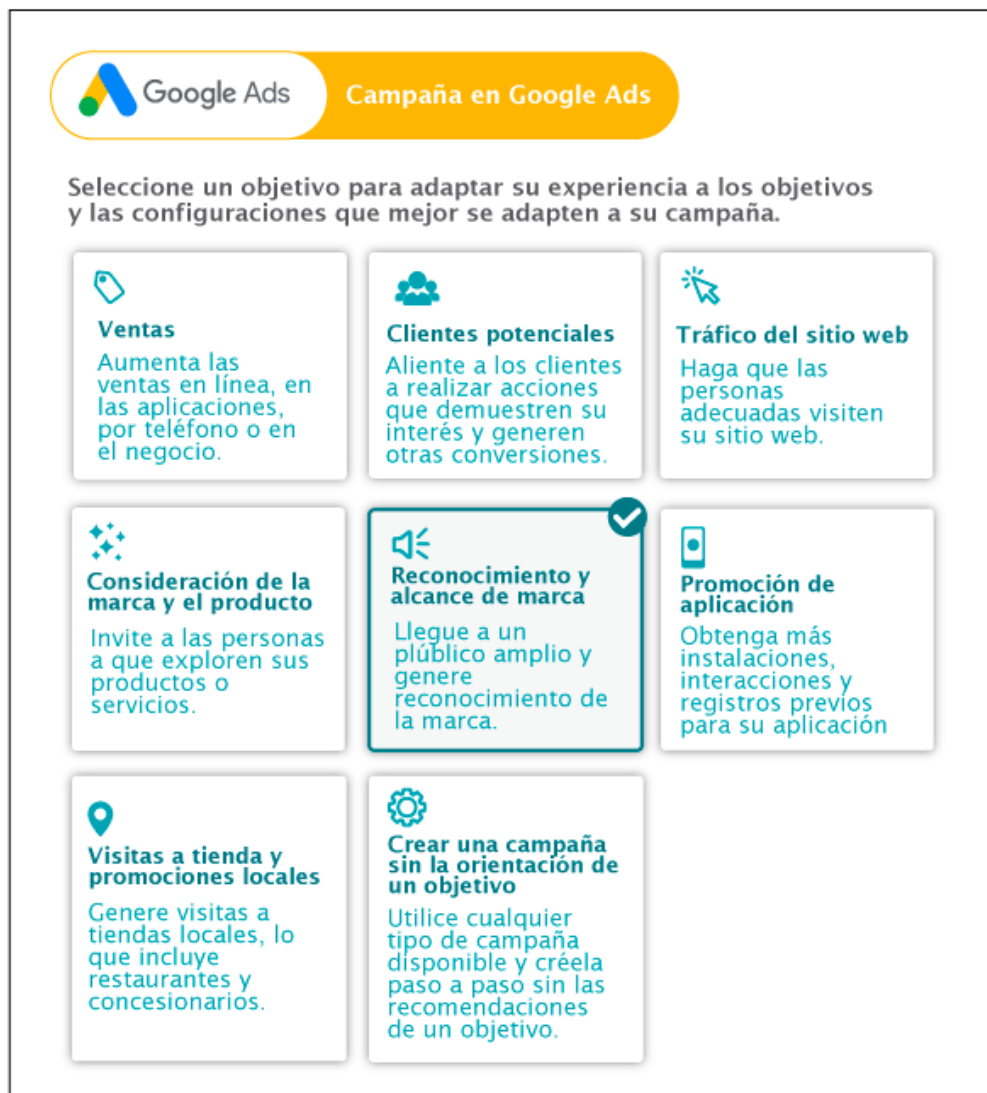 Google Ads
Campaña en Google Ads
Seleccione un objetivo para adaptar su experiencia a los objetivos
y las configuraciones que mejor se adapten a su campaña.
Ventas
Aumenta las
ventas en línea, en
las aplicaciones,
por teléfono o en
el negocio.
Clientes potenciales
Aliente a los clientes
a realizar acciones
que demuestren su
interés y generen
otras conversiones.
Tráfico del sitio web
Haga que las
personas
adecuadas visiten
su sitio web.
Consideración de la
marca y el producto
Invite a las personas
a que exploren sus
productos o
servicios.
Reconocimiento y
alcance de marca
Llegue a un
plúblico amplio y
genere
reconocimiento de
la marca.
Promoción de
aplicación
Obtenga más
instalaciones,
interacciones y
registros previos
para su aplicación
Visitas a tienda y
promociones locales
Genere visitas a
tiendas locales, lo
que incluye
restaurantes y
concesionarios.
Crear una campaña
sin la orientación de
un objetivo
Utilice cualquier
tipo de campaña
disponible y créela
paso a paso sin las
recomendaciones
de un objetivo.